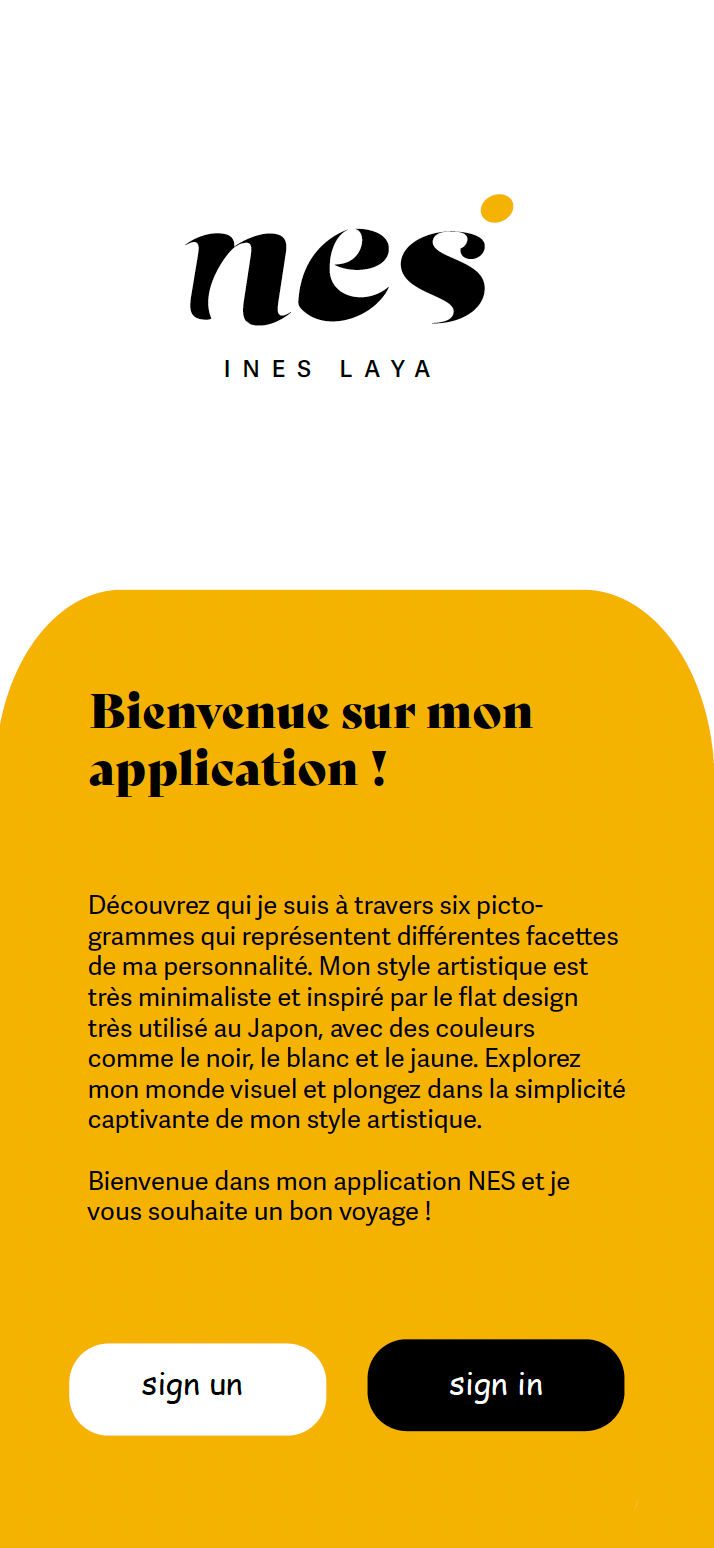 nes
INES LAYA
Bienvenue sur mon
application !
Découvrez qui je suis à travers six picto-
grammes qui représentent différentes facettes
de ma personnalité. Mon style artistique est
très minimaliste et inspiré par le flat design
très utilisé au Japon, avec des couleurs
comme le noir, le blanc et le jaune. Explorez
mon monde visuel et plongez dans la simplicité
captivante de mon style artistique.
Bienvenue dans mon application NES et je
vous souhaite un bon voyage !
sign un
sign in